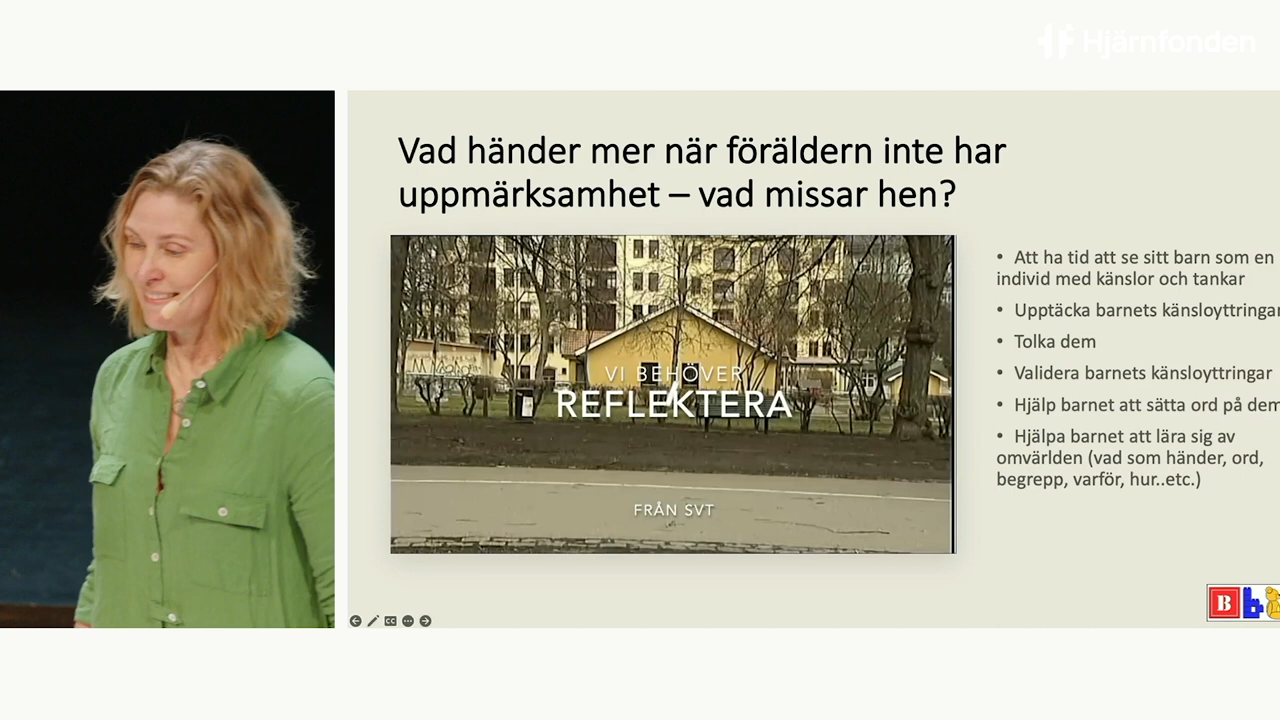 Hjärnfonden
Vad händer mer när föräldern inte har
uppmärksamhet – vad missar hen?
VI BEHÖVER
REFLEKTERA
FRÅN SVT
• Att ha tid att se sitt barn som en
individ med känslor och tankar
• Upptäcka barnets känsloyttringar
• Tolka dem
• Validera barnets känsloyttringar
• Hjälp barnet att sätta ord på dem
• Hjälpa barnet att lära sig av
omvärlden (vad som händer, ord,
begrepp, varför, hur..etc.)
B